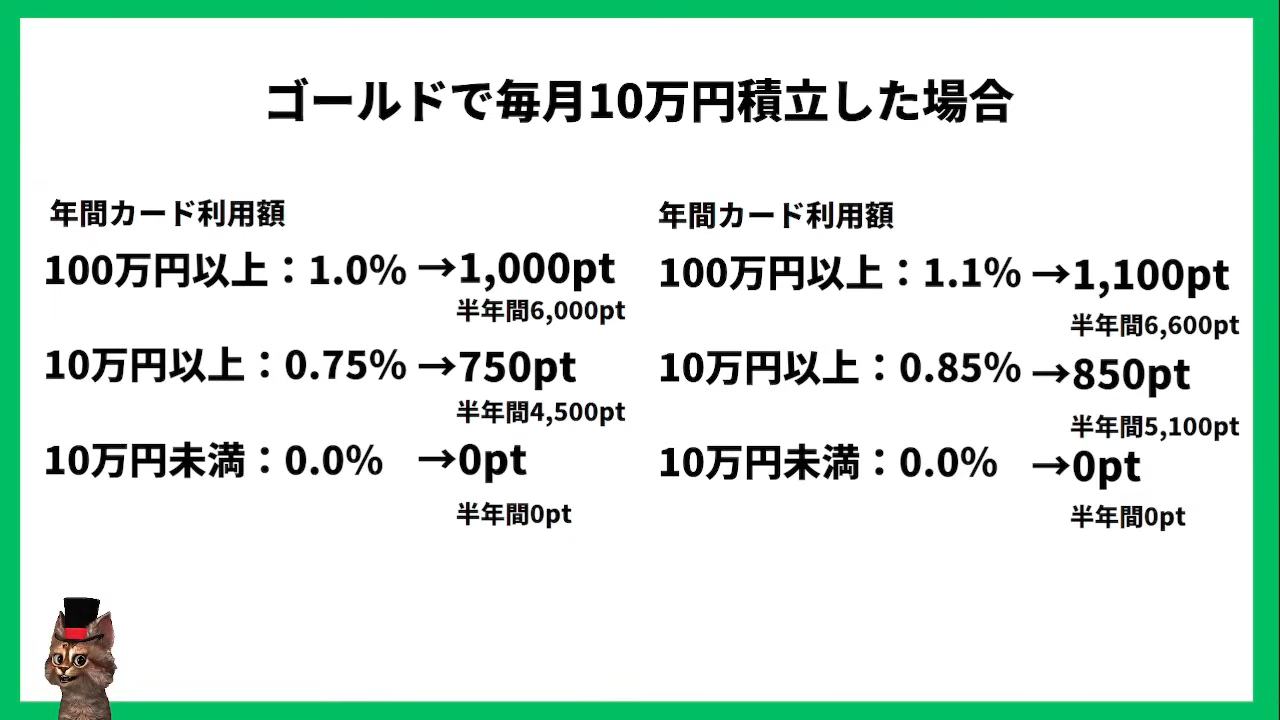 ゴールドで毎月10万円積立した場合
年間カード利用額
100万円以上：1.0% →1,000pt
半年間6,000pt
10万円以上：0.75% →750pt
半年間4,500pt
10万円未満：0.0% →0pt
半年間0pt
年間カード利用額
100万円以上：1.1% →1,100pt
半年間6,600pt
10万円以上：0.85% →850pt
半年間5,100pt
10万円未満：0.0% →0pt
半年間0pt